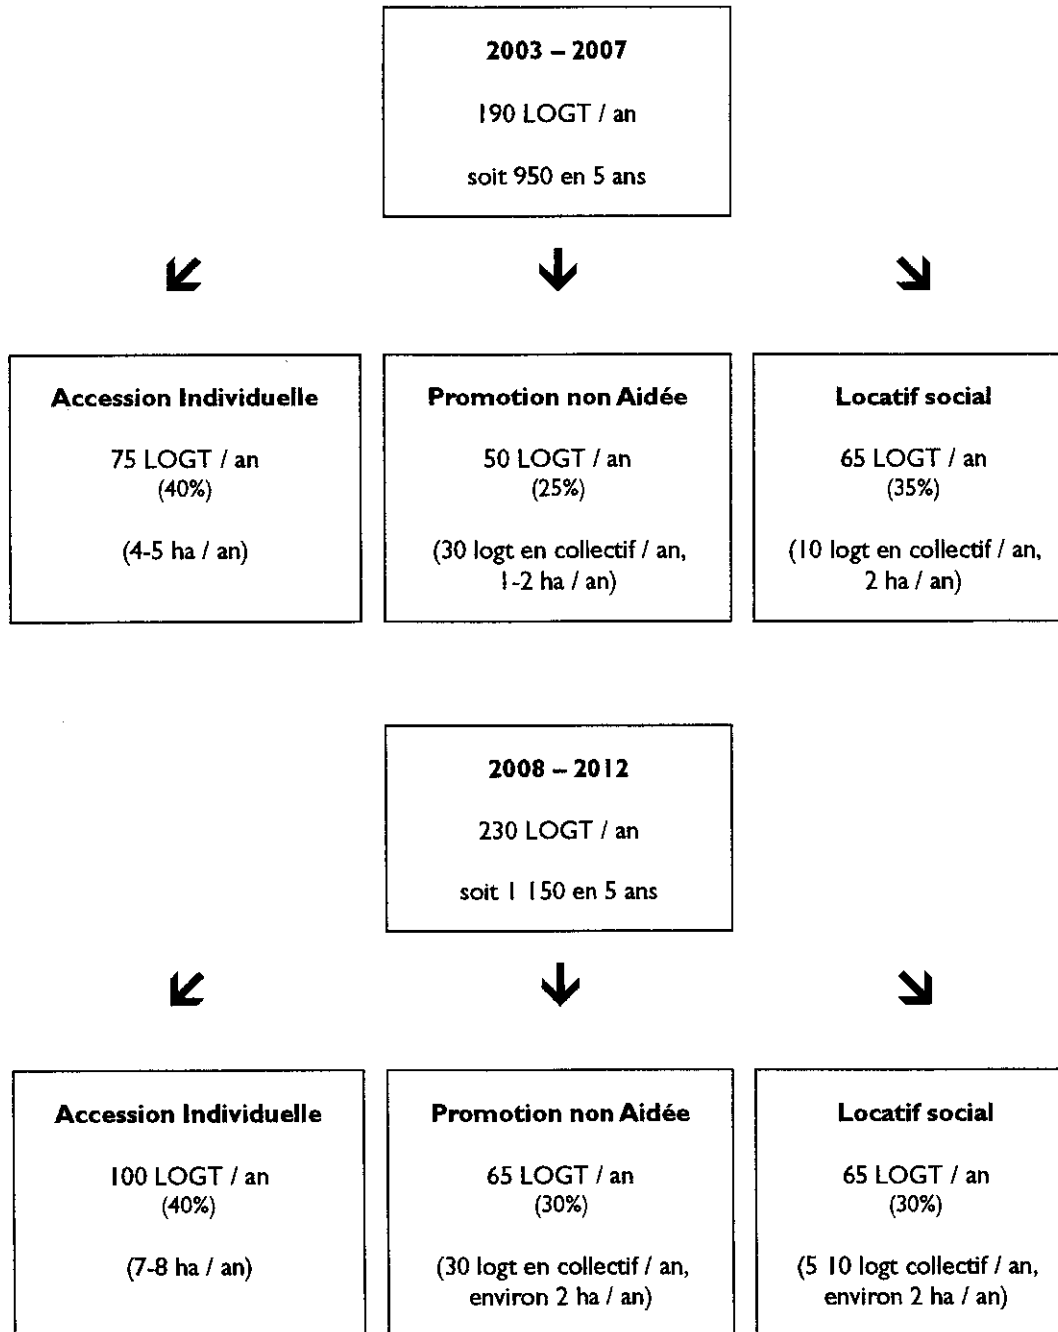 2003 – 2007
190 LOGT / an
soit 950 en 5 ans
Accession Individuelle
75 LOGT / an
(40%)
(4-5 ha / an)
Promotion non Aidée
50 LOGT / an
(25%)
(30 logt en collectif / an,
1-2 ha / an)
Locatif social
65 LOGT / an
(35%)
(10 logt en collectif / an,
2 ha / an)
2008 – 2012
230 LOGT / an
soit 1 150 en 5 ans
Accession Individuelle
100 LOGT / an
(40%)
(7-8 ha / an)
Promotion non Aidée
65 LOGT / an
(30%)
(30 logt en collectif / an,
environ 2 ha / an)
Locatif social
65 LOGT / an
(30%)
(5 10 logt collectif / an,
environ 2 ha / an)